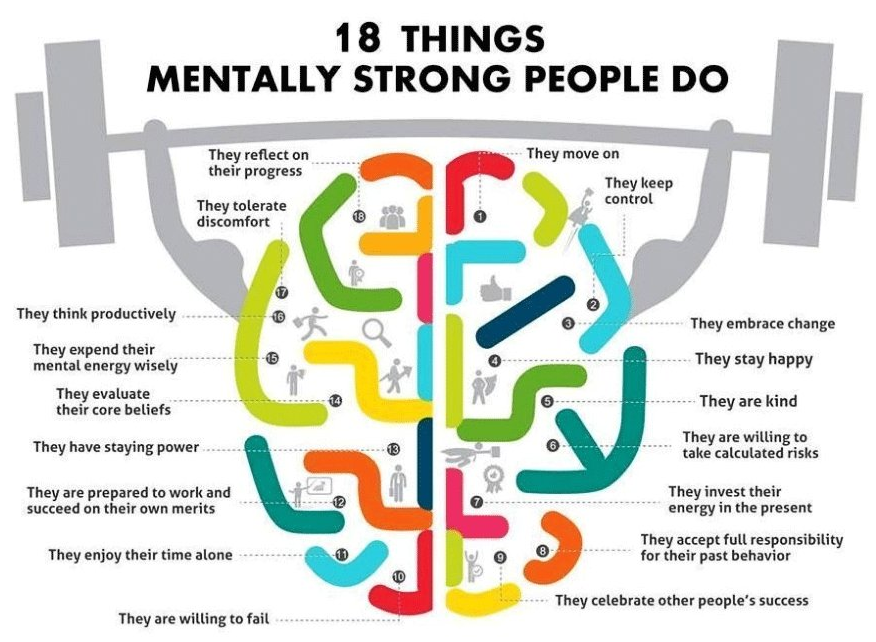 18 THINGS
MENTALLY STRONG PEOPLE DO
They move on
1
They keep
control
2
They embrace change
3
They stay happy
4
They are kind
5
They are willing to
take calculated risks
6
They invest their
energy in the present
7
They accept full responsibility
for their past behavior
8
They celebrate other people's success
9
They are willing to fail
10
They enjoy their time alone
11
They are prepared to work and
succeed on their own merits
12
They have staying power
13
They evaluate
their core beliefs
14
They expend their
mental energy wisely
15
They think productively
16
They tolerate
discomfort
17
They reflect on
their progress
18